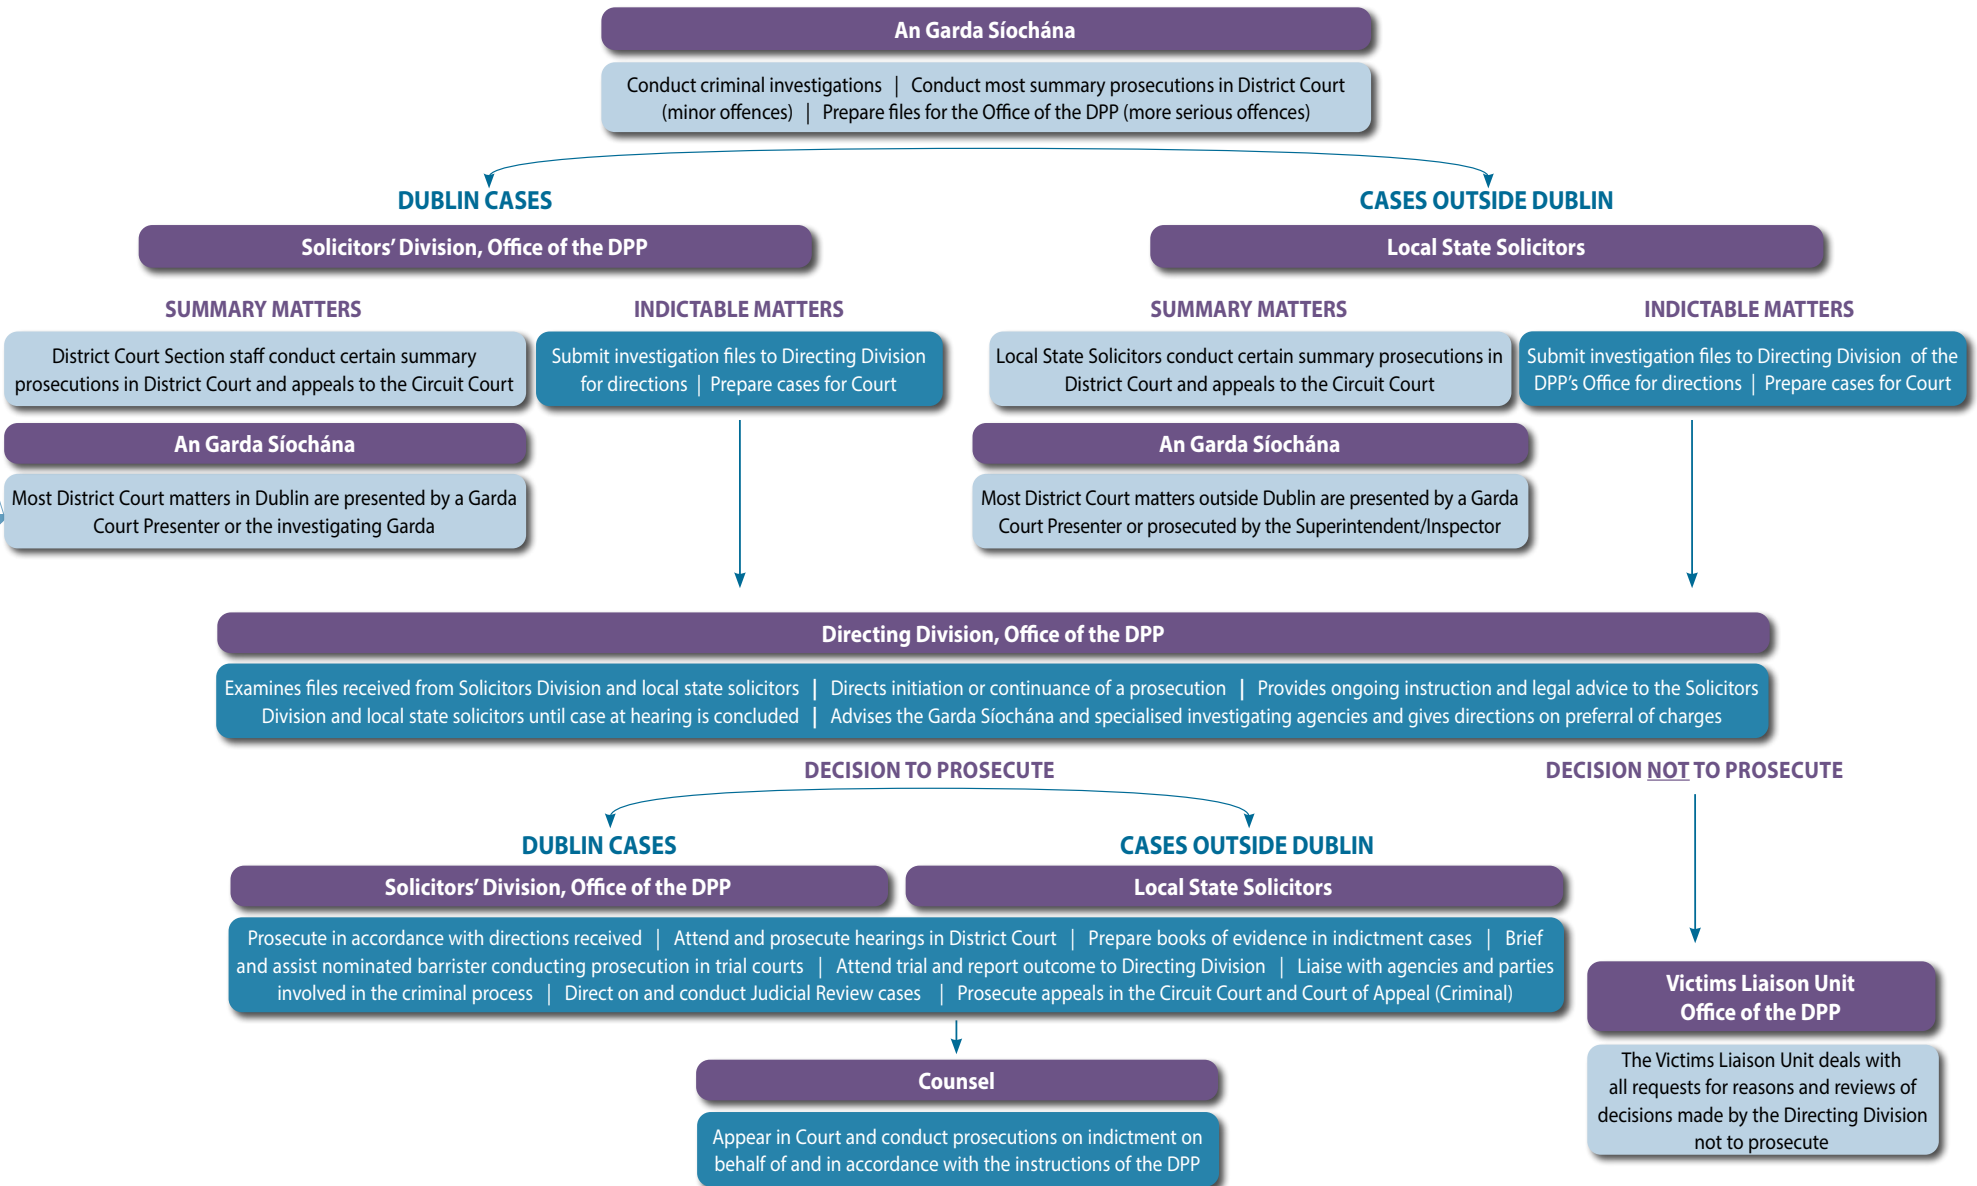 An Garda Síochána
Conduct criminal investigations | Conduct most summary prosecutions in District Court
(minor offences) | Prepare files for the Office of the DPP (more serious offences)
DUBLIN CASES
Solicitors’ Division, Office of the DPP
SUMMARY MATTERS
District Court Section staff conduct certain summary
prosecutions in District Court and appeals to the Circuit Court
An Garda Síochána
Most District Court matters in Dublin are presented by a Garda
Court Presenter or the investigating Garda
INDICTABLE MATTERS
Submit investigation files to Directing Division
for directions | Prepare cases for Court
CASES OUTSIDE DUBLIN
Local State Solicitors
SUMMARY MATTERS
Local State Solicitors conduct certain summary prosecutions in
District Court and appeals to the Circuit Court
An Garda Síochána
Most District Court matters outside Dublin are presented by a Garda
Court Presenter or prosecuted by the Superintendent/Inspector
INDICTABLE MATTERS
Submit investigation files to Directing Division of the
DPP’s Office for directions | Prepare cases for Court
Directing Division, Office of the DPP
Examines files received from Solicitors Division and local state solicitors | Directs initiation or continuance of a prosecution | Provides ongoing instruction and legal advice to the Solicitors
Division and local state solicitors until case at hearing is concluded | Advises the Garda Síochána and specialised investigating agencies and gives directions on preferral of charges
DECISION TO PROSECUTE
DUBLIN CASES
Solicitors’ Division, Office of the DPP
CASES OUTSIDE DUBLIN
Local State Solicitors
Prosecute in accordance with directions received | Attend and prosecute hearings in District Court | Prepare books of evidence in indictment cases | Brief
and assist nominated barrister conducting prosecution in trial courts | Attend trial and report outcome to Directing Division | Liaise with agencies and parties
involved in the criminal process | Direct on and conduct Judicial Review cases | Prosecute appeals in the Circuit Court and Court of Appeal (Criminal)
Counsel
Appear in Court and conduct prosecutions on indictment on
behalf of and in accordance with the instructions of the DPP
DECISION NOT TO PROSECUTE
Victims Liaison Unit
Office of the DPP
The Victims Liaison Unit deals with
all requests for reasons and reviews of
decisions made by the Directing Division
not to prosecute